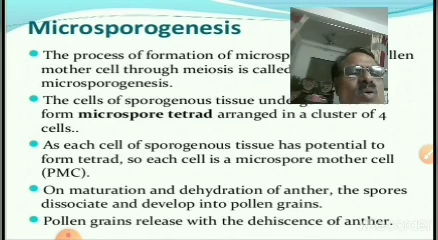 Microsporogenesis
The process of formation of microsp llen
mother cell through meiosis is called
microsporogenesis.
The cells of sporogenous tissue unde
form microspore tetrad arranged in a cluster of 4
cells..
As each cell of sporogenous tissue has potential to
form tetrad, so each cell is a microspore mother cell
(PMC).
On maturation and dehydration of anther, the spores
dissociate and develop into pollen grains.
Pollen grains release with the dehiscence of anther.